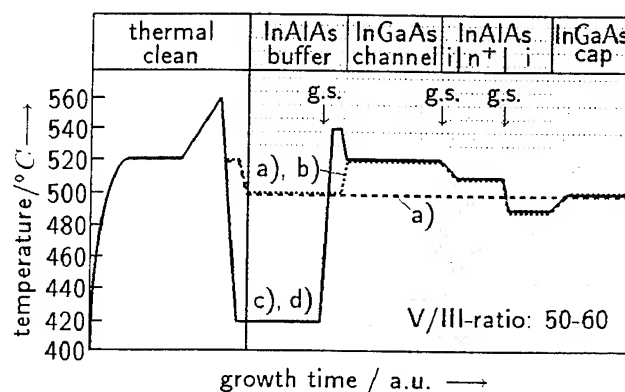 thermal clean
InAlAs buffer
InGaAs channel
InAlAs
i n+ i
InGaAs cap
g.s.
g.s.
g.s.
temperature/°C
560
540
520
500
480
460
440
420
400
a), b)
a)
c), d)
V/III-ratio: 50-60
growth time / a.u.